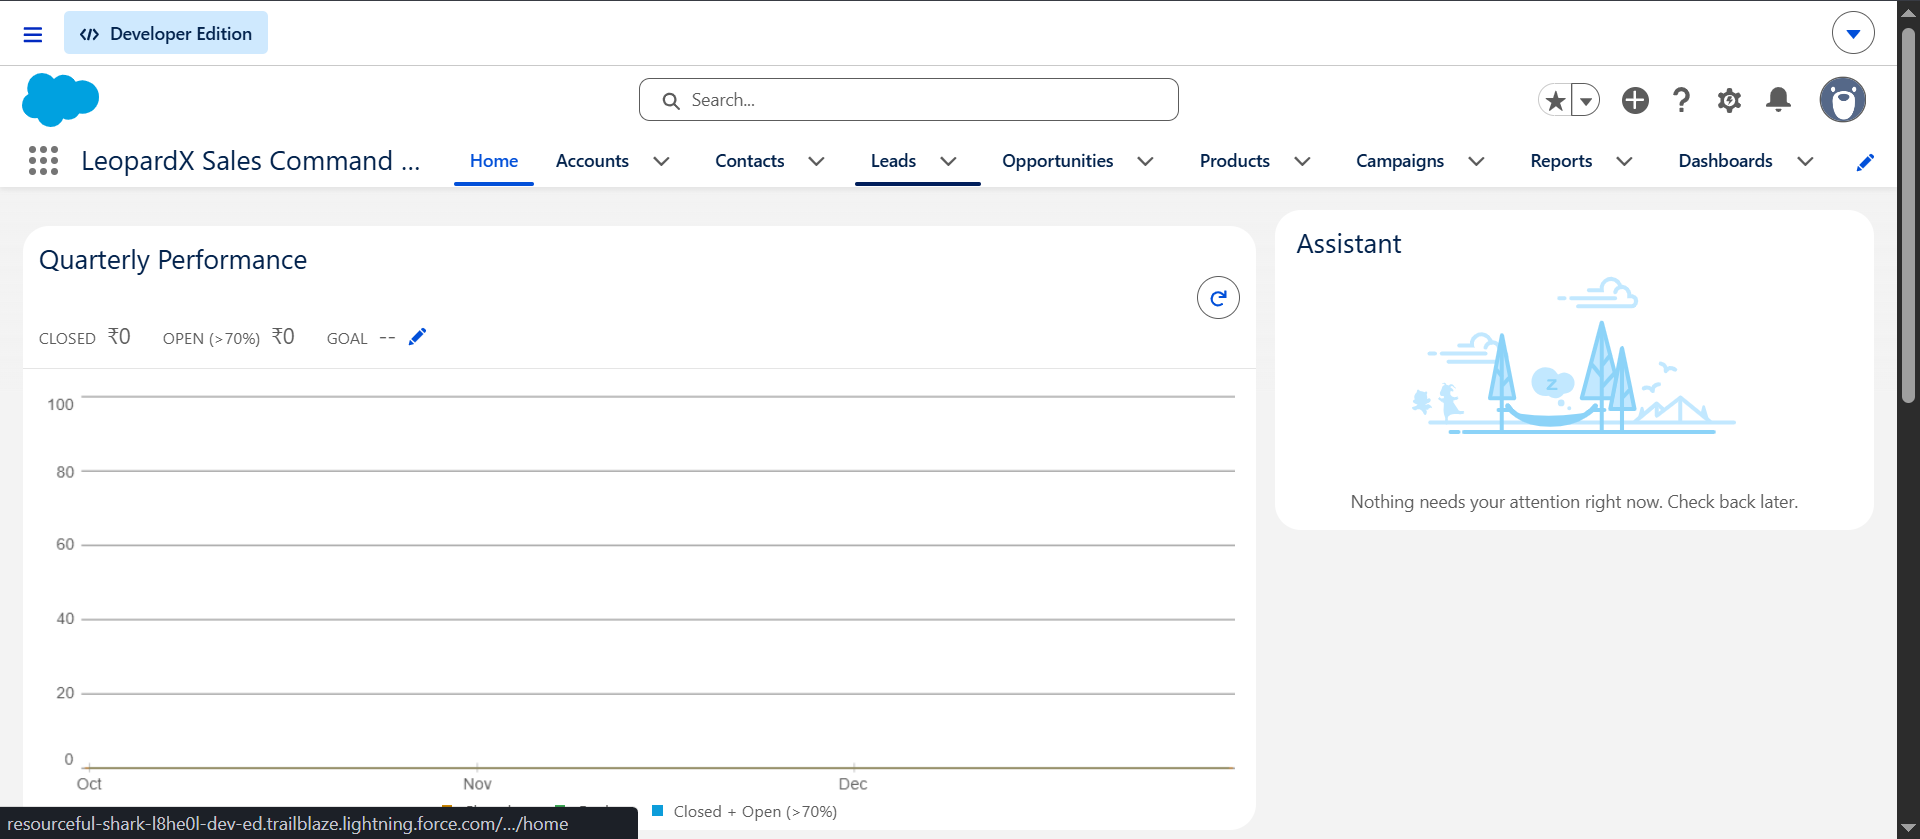 Developer Edition
Search...
LeopardX Sales Command ...
Home Accounts Contacts Leads Opportunities Products Campaigns Reports Dashboards
Quarterly Performance
CLOSED ₹0 OPEN (>70%) ₹0 GOAL --
100
80
60
40
20
0
Oct Nov Dec
Closed + Open (>70%)
Assistant
z
Nothing needs your attention right now. Check back later.
resourceful-shark-l8he0l-dev-ed.trailblaze.lightning.force.com/.../home